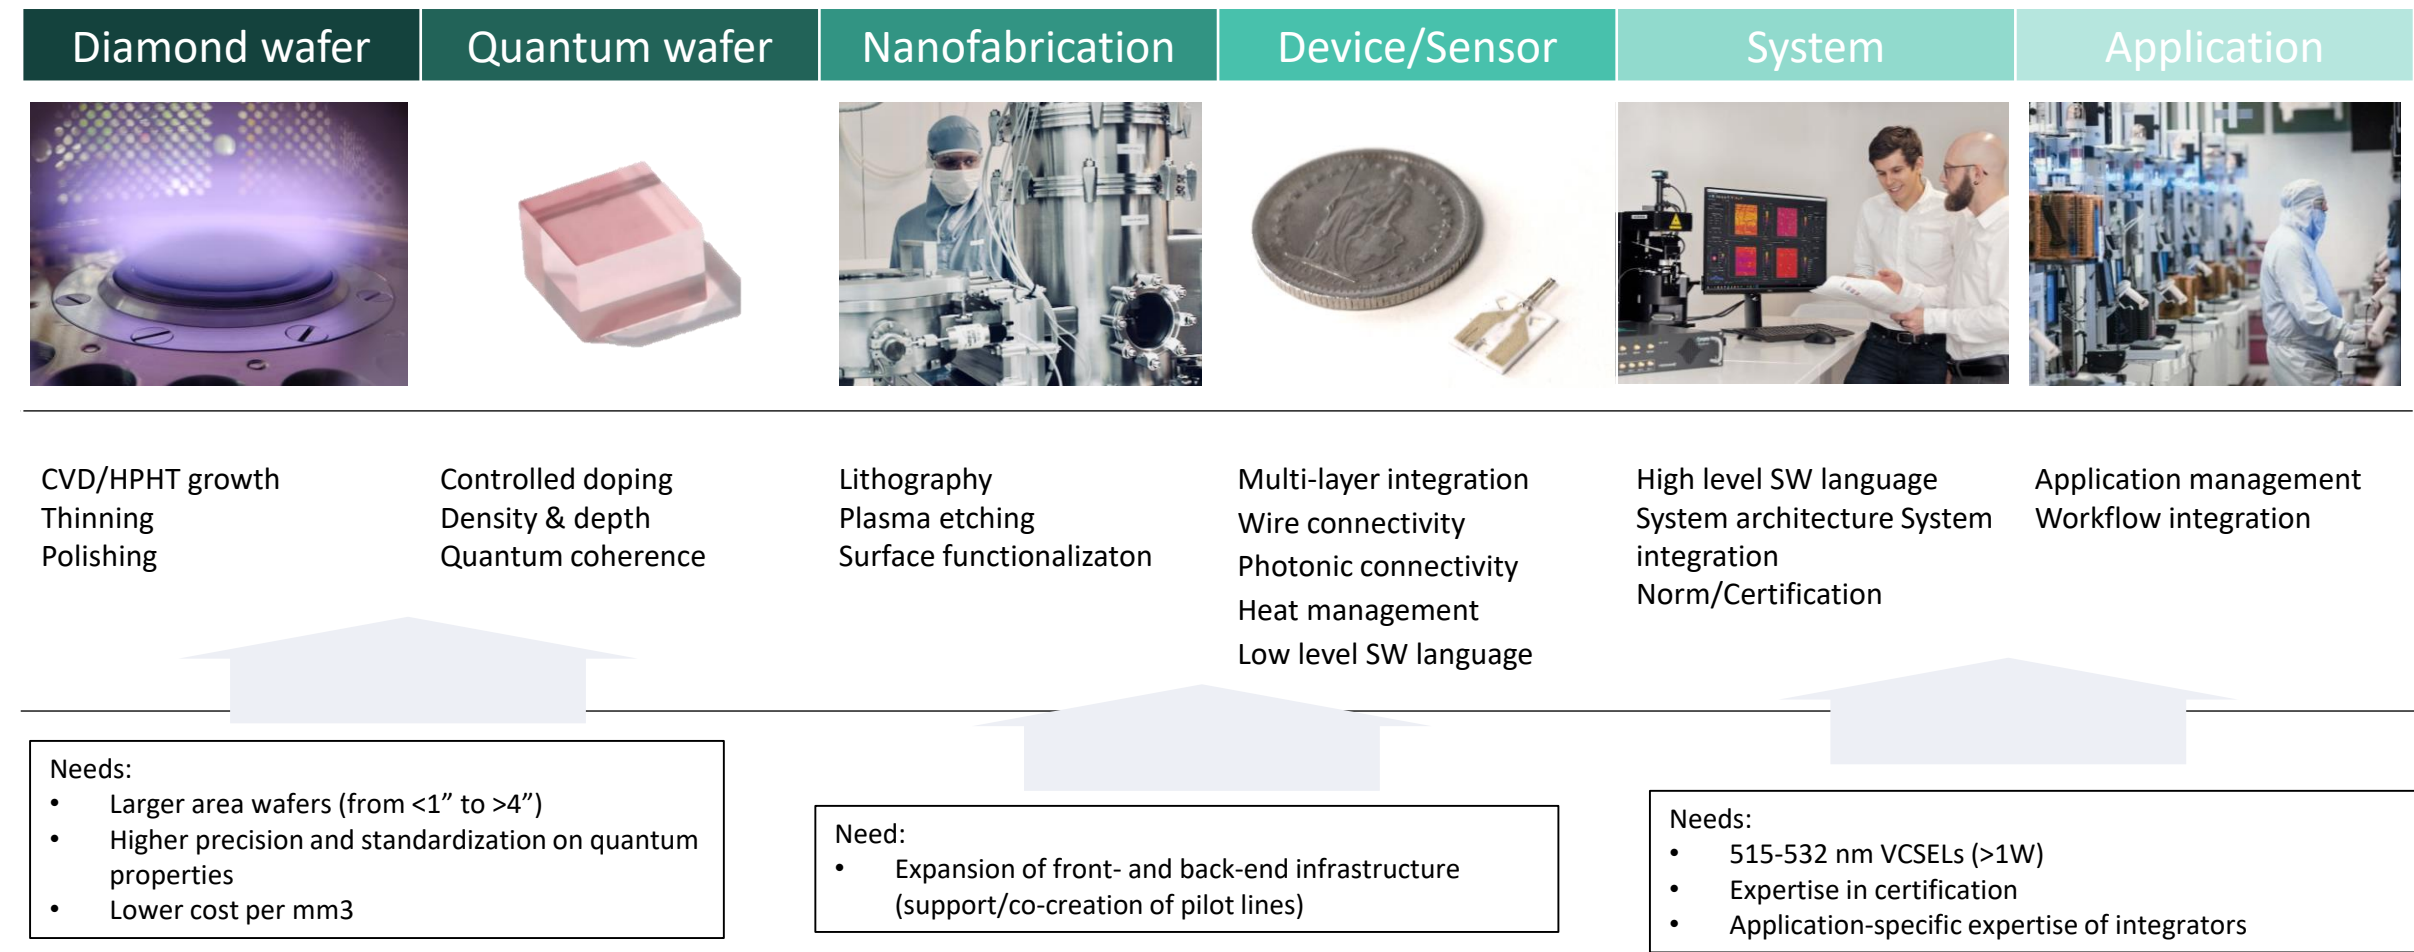 Diamond wafer
Quantum wafer
Nanofabrication
Device/Sensor
System
Application
CVD/HPHT growth
Thinning
Polishing
Controlled doping
Density & depth
Quantum coherence
Lithography
Plasma etching
Surface functionalizaton
Multi-layer integration
Wire connectivity
Photonic connectivity
Heat management
Low level SW language
High level SW language
System architecture System
integration
Norm/Certification
Application management
Workflow integration
Needs:
• Larger area wafers (from <1” to >4”)
• Higher precision and standardization on quantum
properties
• Lower cost per mm3
Need:
• Expansion of front- and back-end infrastructure
(support/co-creation of pilot lines)
Needs:
• 515-532 nm VCSELs (>1W)
• Expertise in certification
• Application-specific expertise of integrators